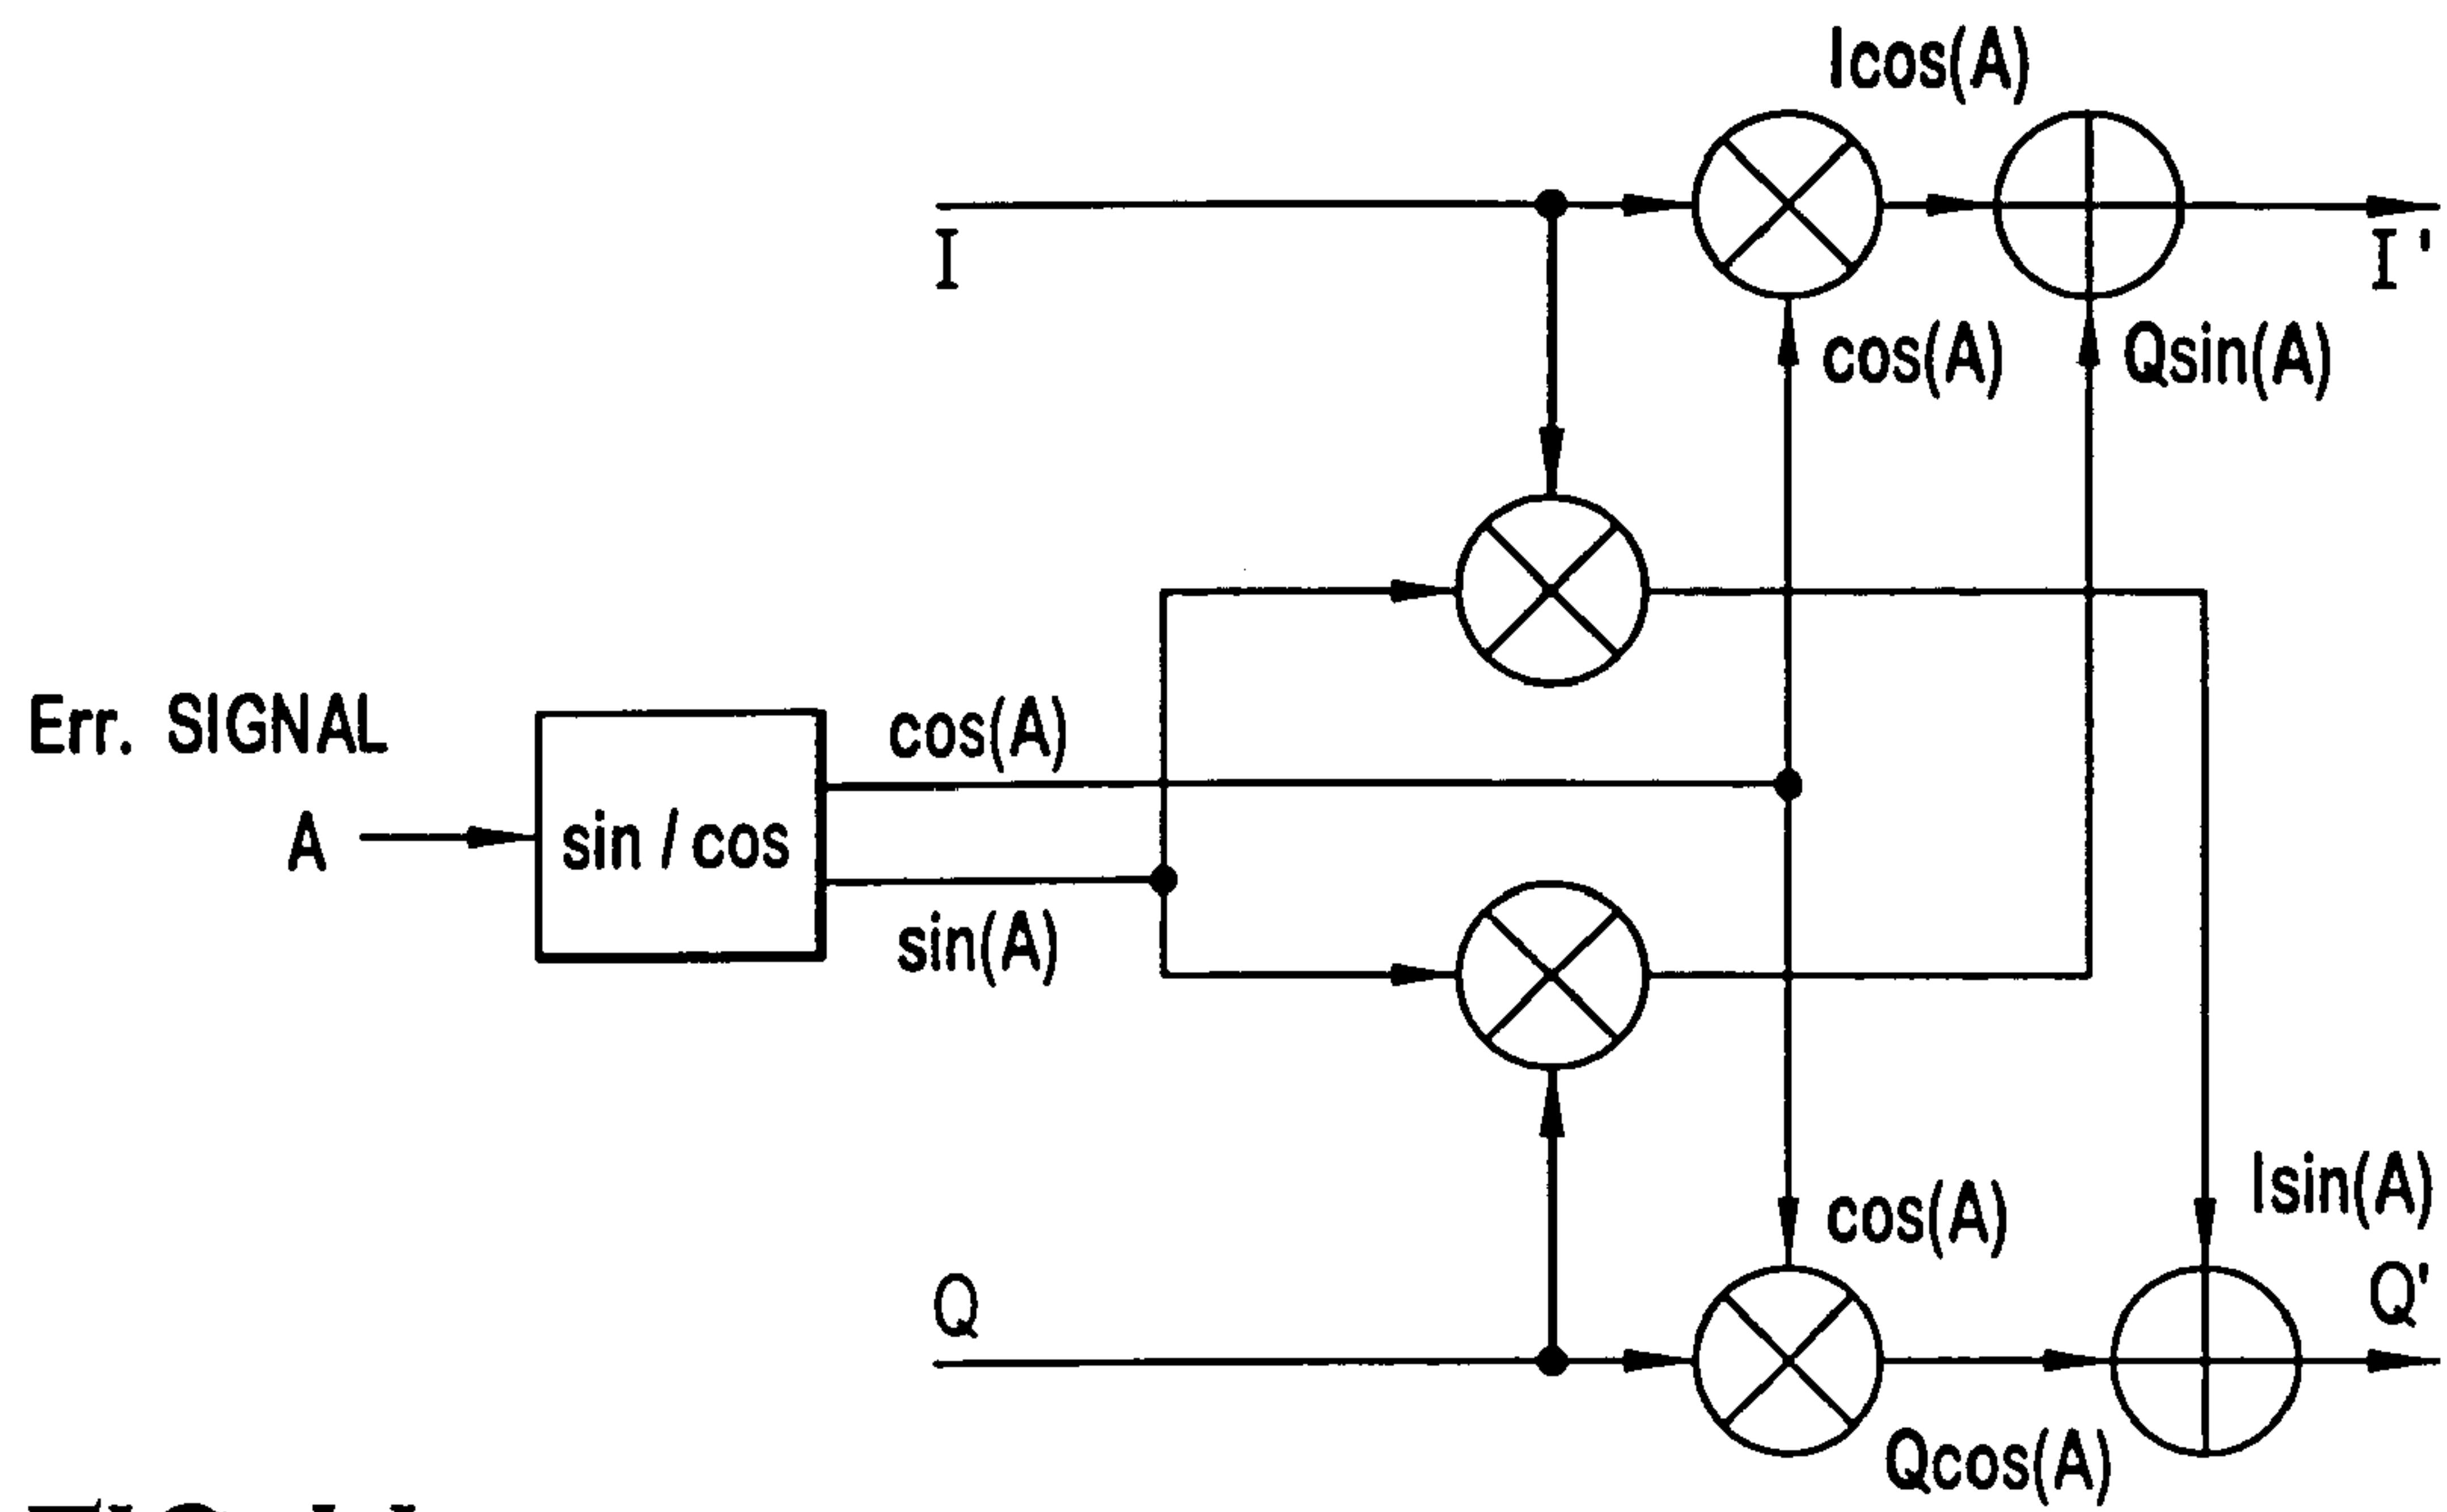 Icos(A)
I
I'
cos(A)
Qsin(A)
Err. SIGNAL
cos(A)
A
sin / cos
sin(A)
Isin(A)
cos(A)
Q
Q'
Qcos(A)